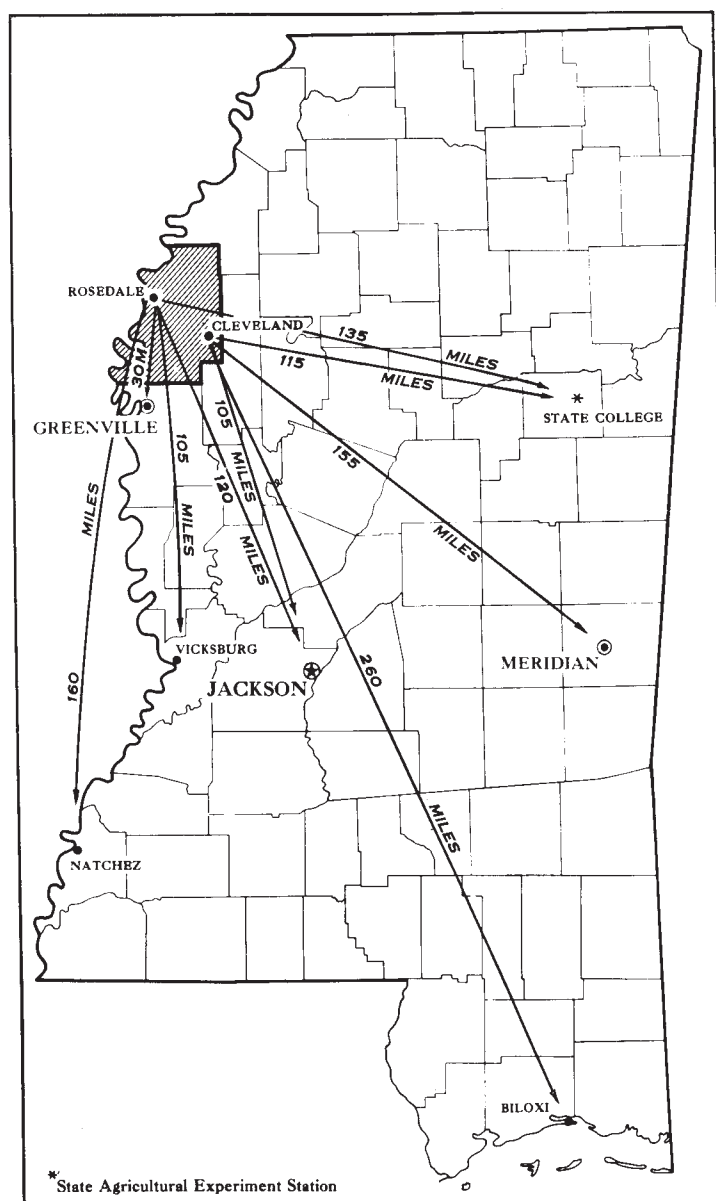 ROSEDALE
CLEVELAND
135 MILES
115 MILES
30 M.
GREENVILLE
STATE COLLEGE
105 MILES
155 MILES
105 MILES
120 MILES
MILES 160
VICKSBURG
JACKSON
260 MILES
MERIDIAN
NATCHEZ
BILOXI
*State Agricultural Experiment Station